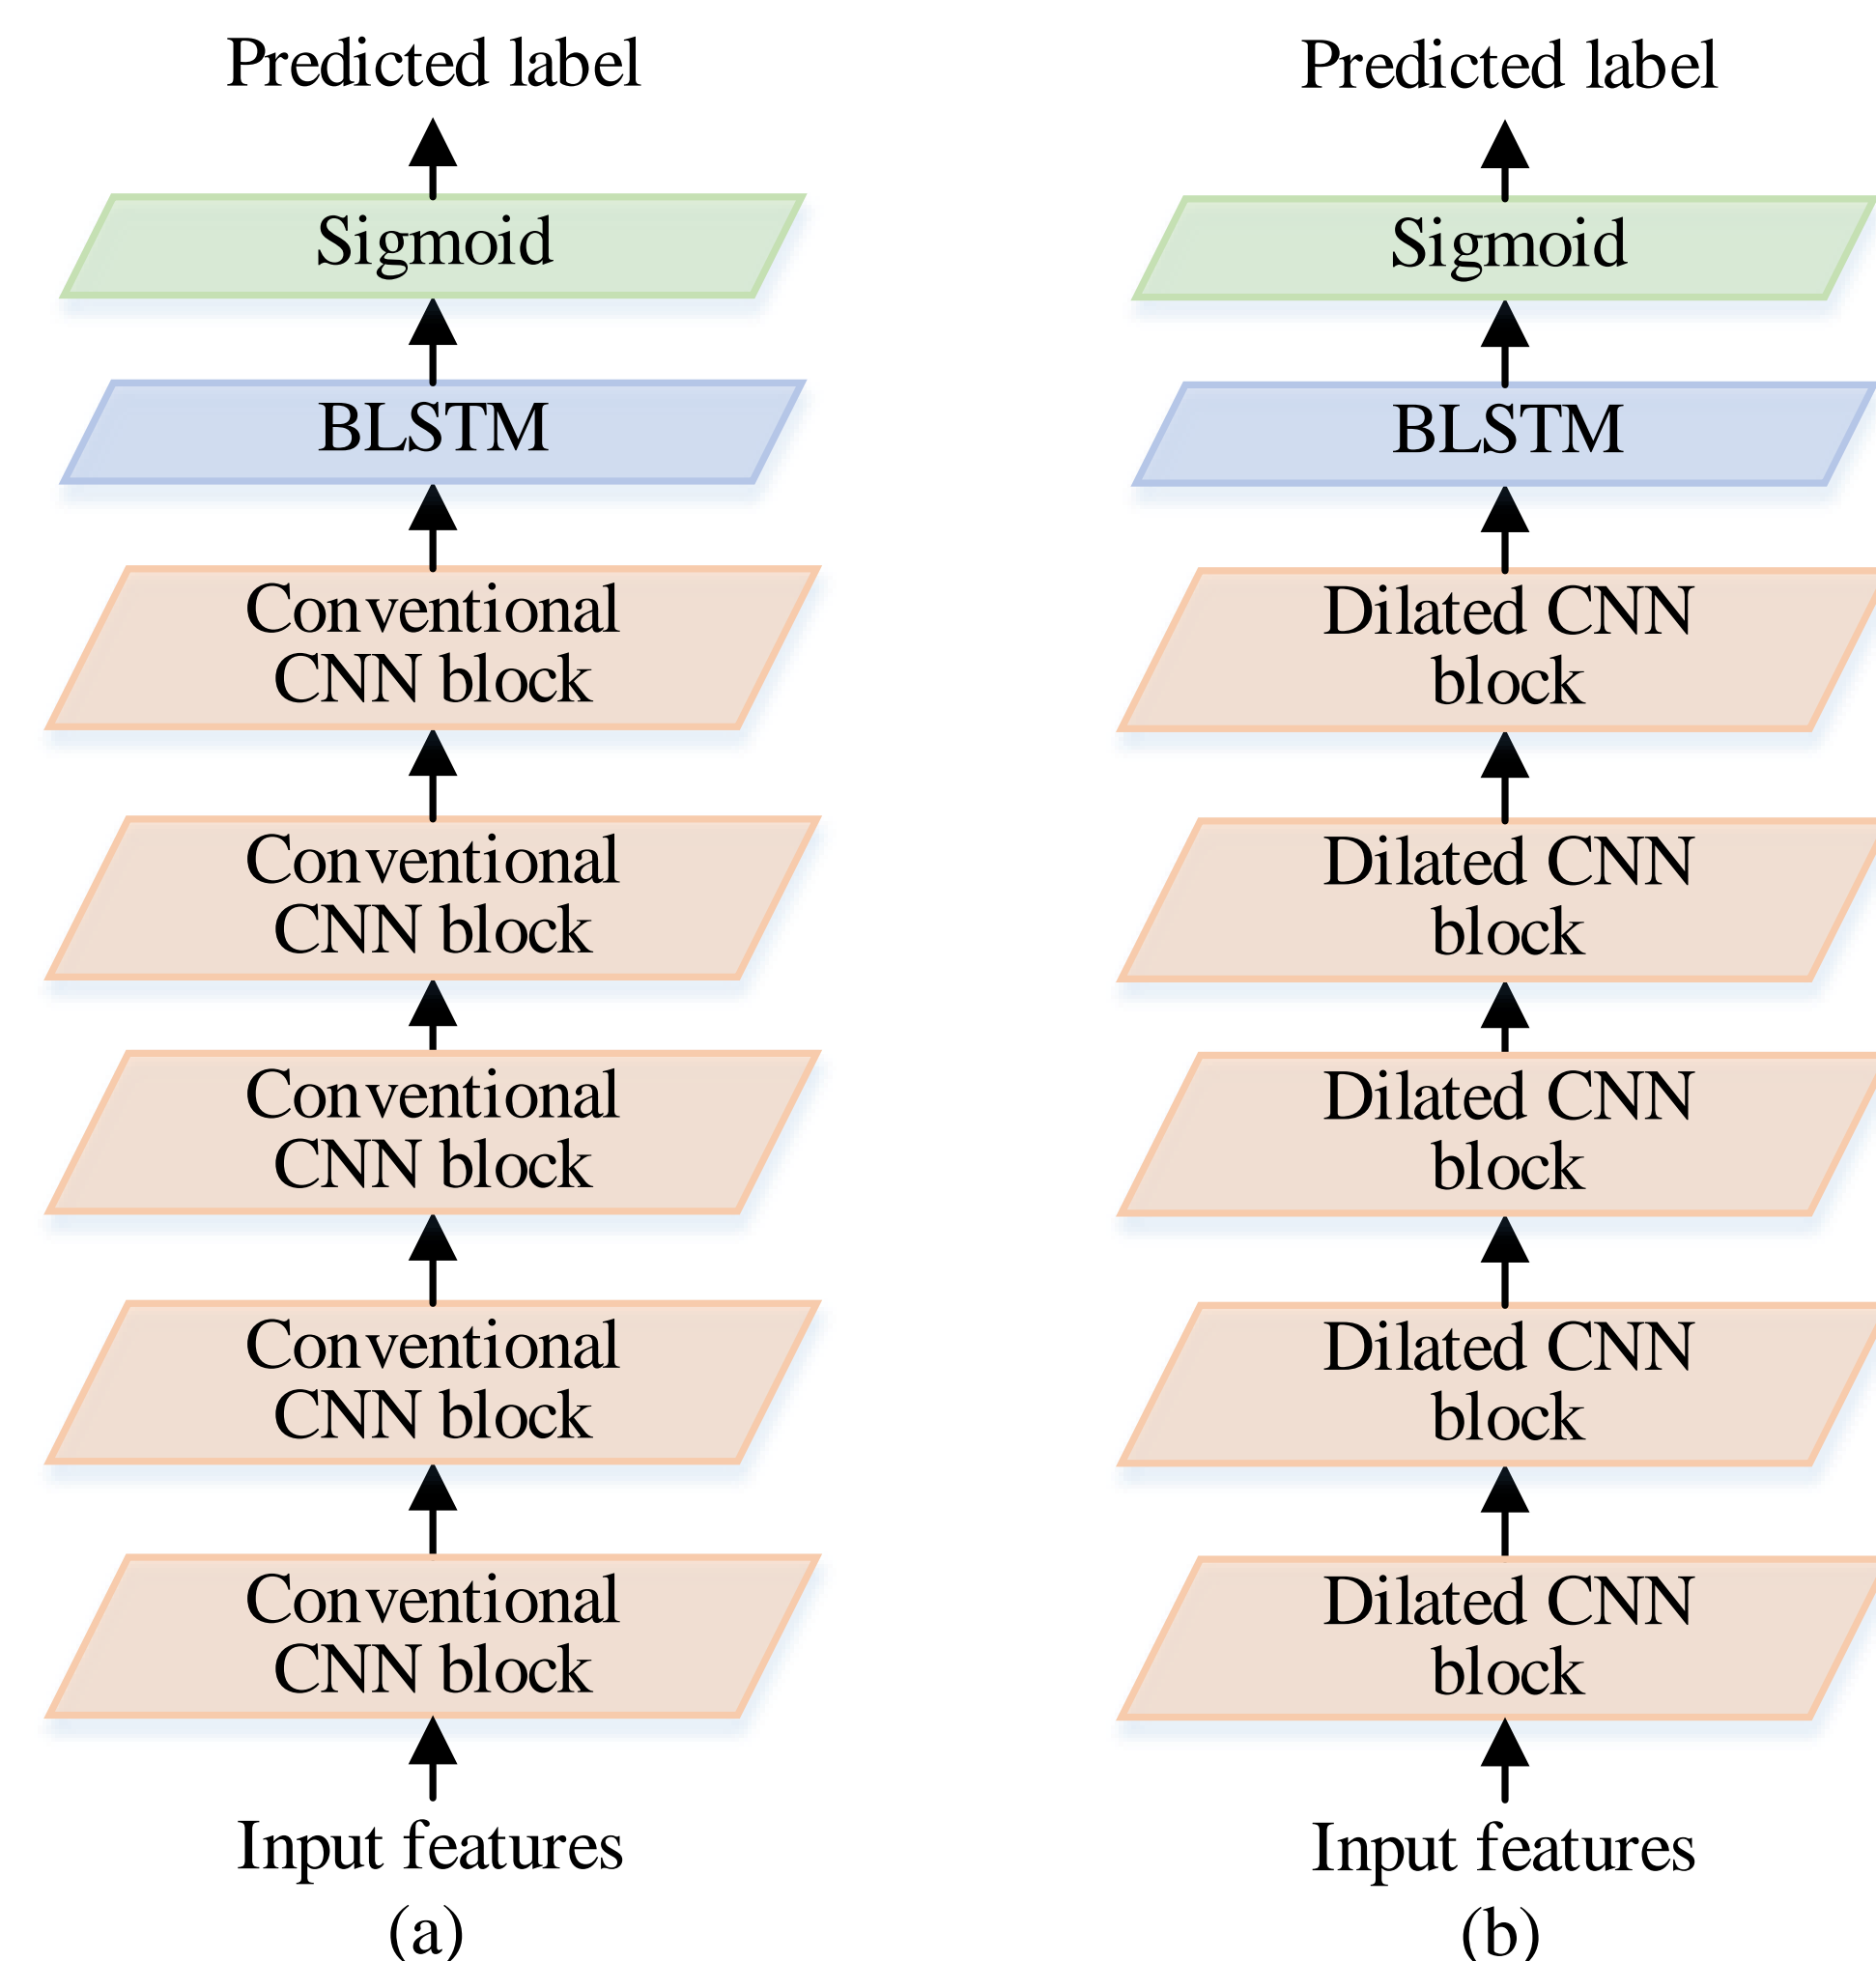 Predicted label
Sigmoid
BLSTM
Conventional
CNN block
Conventional
CNN block
Conventional
CNN block
Conventional
CNN block
Conventional
CNN block
Input features
(a)
Predicted label
Sigmoid
BLSTM
Dilated CNN
block
Dilated CNN
block
Dilated CNN
block
Dilated CNN
block
Dilated CNN
block
Input features
(b)